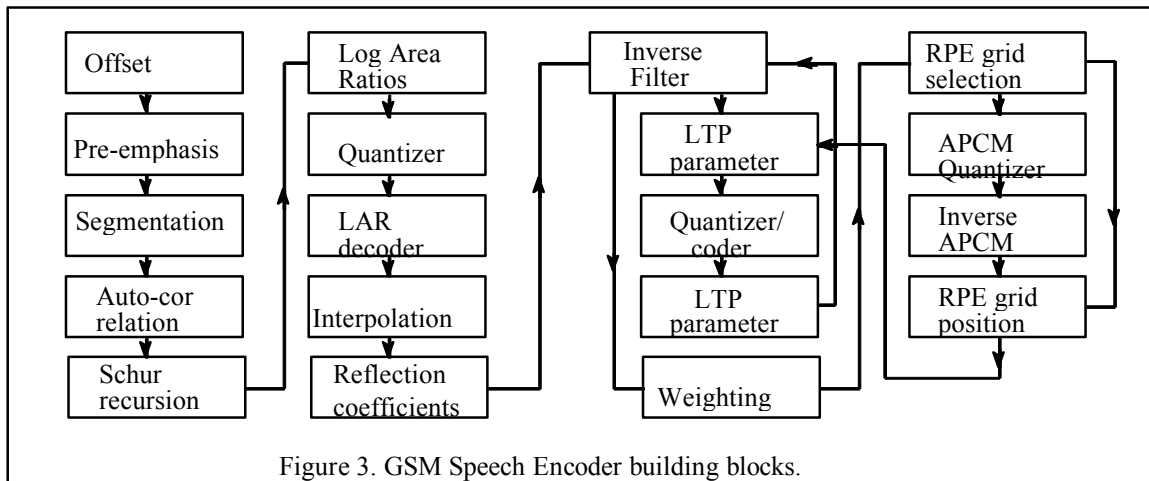 Offset
Pre-emphasis
Segmentation
Auto-cor
relation
Schur
recursion
Log Area
Ratios
Quantizer
LAR
decoder
Interpolation
Reflection
coefficients
Inverse
Filter
LTP
parameter
Quantizer/
coder
LTP
parameter
Weighting
RPE grid
selection
APCM
Quantizer
Inverse
APCM
RPE grid
position
Figure 3. GSM Speech Encoder building blocks.